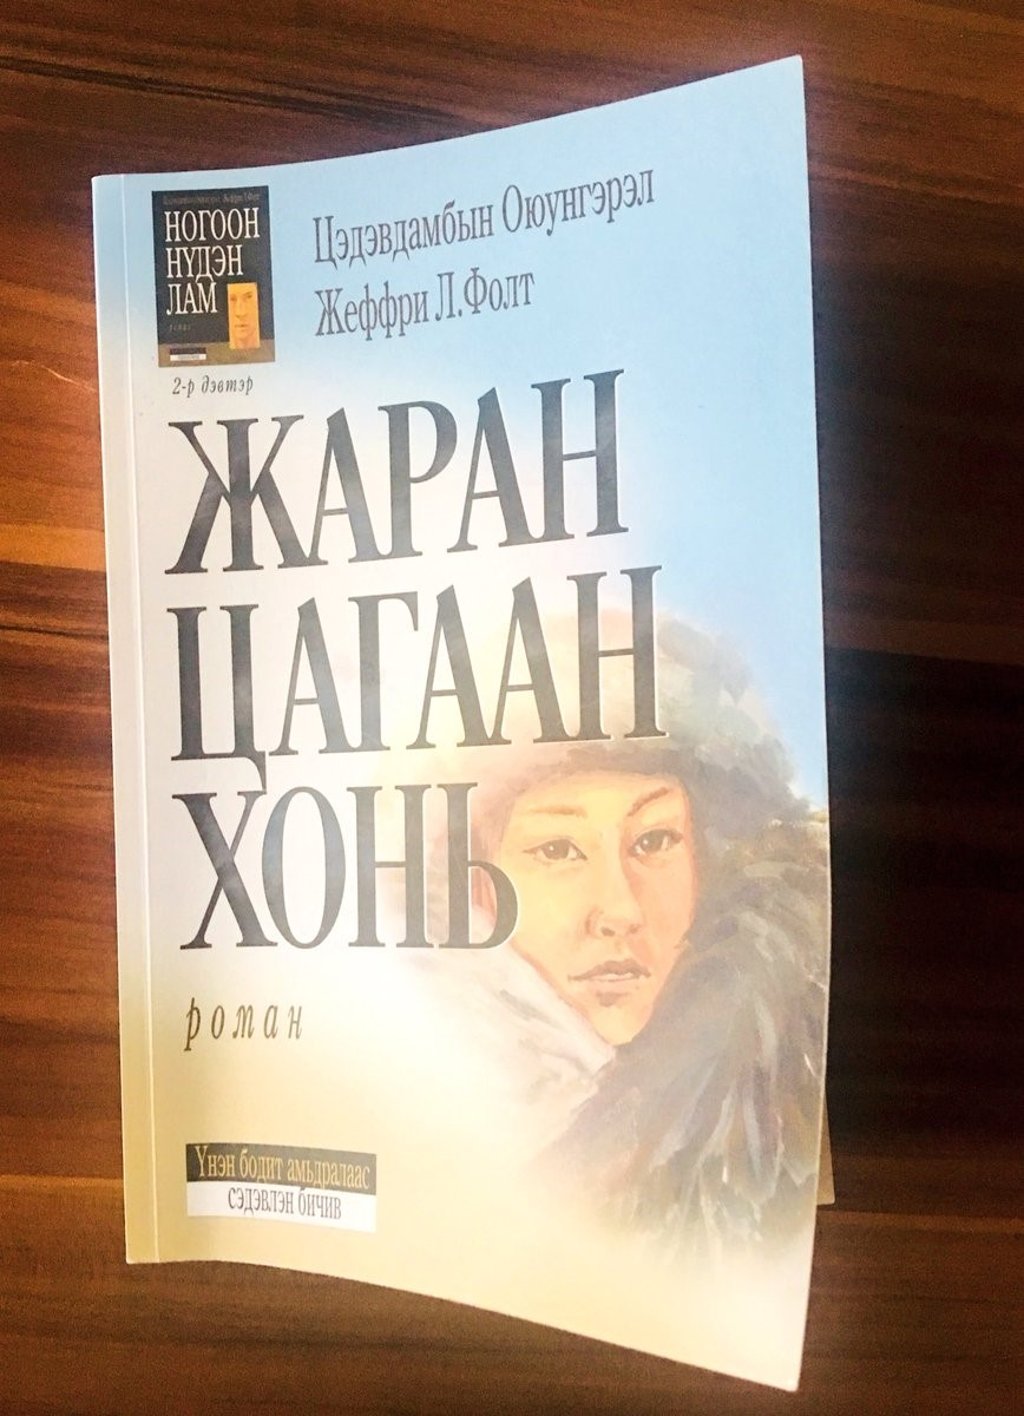 НОГООН
НҮДЭН
ЛАМ
2-р дэвтэр
Цэдэвдамбын Оюунгэрэл
Жеффри Л.Фолт
ЖАРАН
ЦАГААН
ХОНЬ
роман
Үнэн бодит амьдралаас
сэдэвлэн бичив